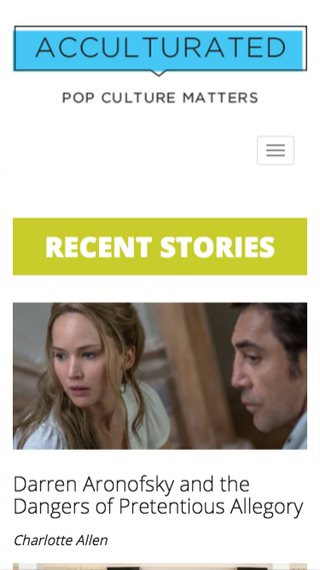 ACCULTURATED
POP CULTURE MATTERS
RECENT STORIES
Darren Aronofsky and the
Dangers of Pretentious Allegory
Charlotte Allen